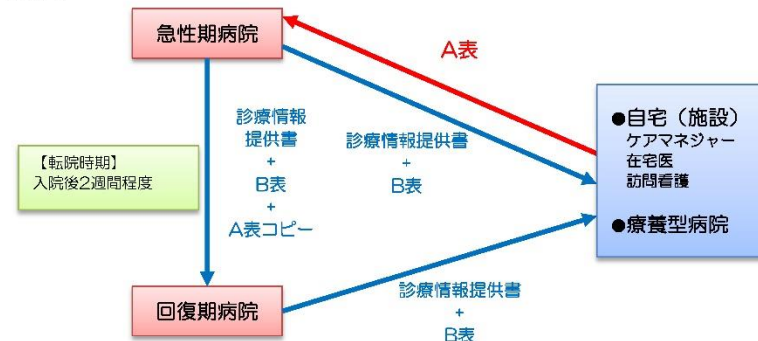 急性期病院
A表
診療情報
提供書
+
B表
+
A表コピー
診療情報提供書
+
B表
【転院時期】
入院後2週間程度
●自宅（施設）
ケアマネジャー
在宅医
訪問看護
●療養型病院
回復期病院
診療情報提供書
+
B表